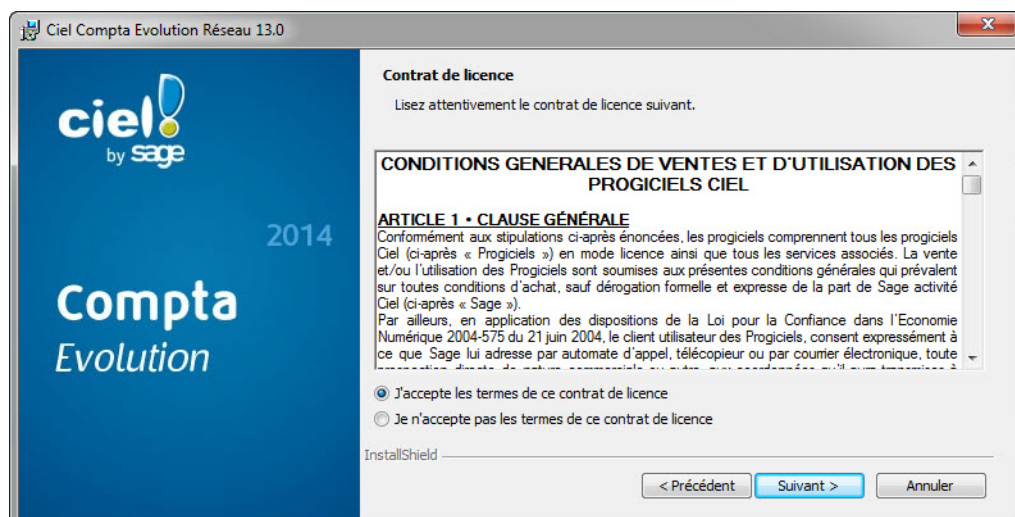 Ciel Compta Evolution Réseau 13.0
ciel!
by sage
2014
Compta
Evolution
Contrat de licence
Lisez attentivement le contrat de licence suivant.
CONDITIONS GENERALES DE VENTES ET D'UTILISATION DES
PROGICIELS CIEL
ARTICLE 1 • CLAUSE GÉNÉRALE
Conformément aux stipulations ci-après énoncées, les progiciels comprennent tous les progiciels
Ciel (ci-après « Progiciels ») en mode licence ainsi que tous les services associés. La vente
et/ou l'utilisation des Progiciels sont soumises aux présentes conditions générales qui prévalent
sur toutes conditions d'achat, sauf dérogation formelle et expresse de la part de Sage activité
Ciel (ci-après « Sage »).
Par ailleurs, en application des dispositions de la Loi pour la Confiance dans l'Economie
Numérique 2004-575 du 21 juin 2004, le client utilisateur des Progiciels, consent expressément à
ce que Sage lui adresse par automate d'appel, télécopieur ou par courrier électronique, toute
J'accepte les termes de ce contrat de licence
Je n'accepte pas les termes de ce contrat de licence
InstallShield
< Précédent
Suivant >
Annuler